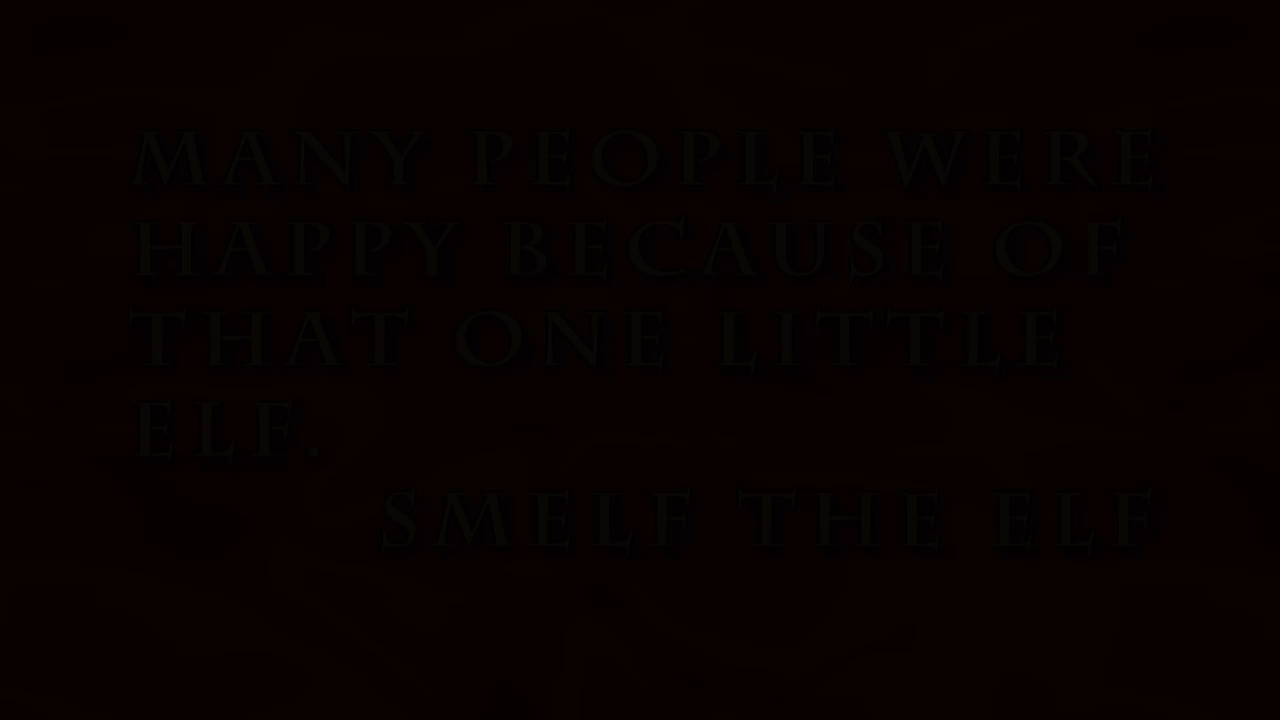 MANY PEOPLE WERE
HAPPY BECAUSE OF
THAT ONE LITTLE
ELF.
SMELF THE ELF